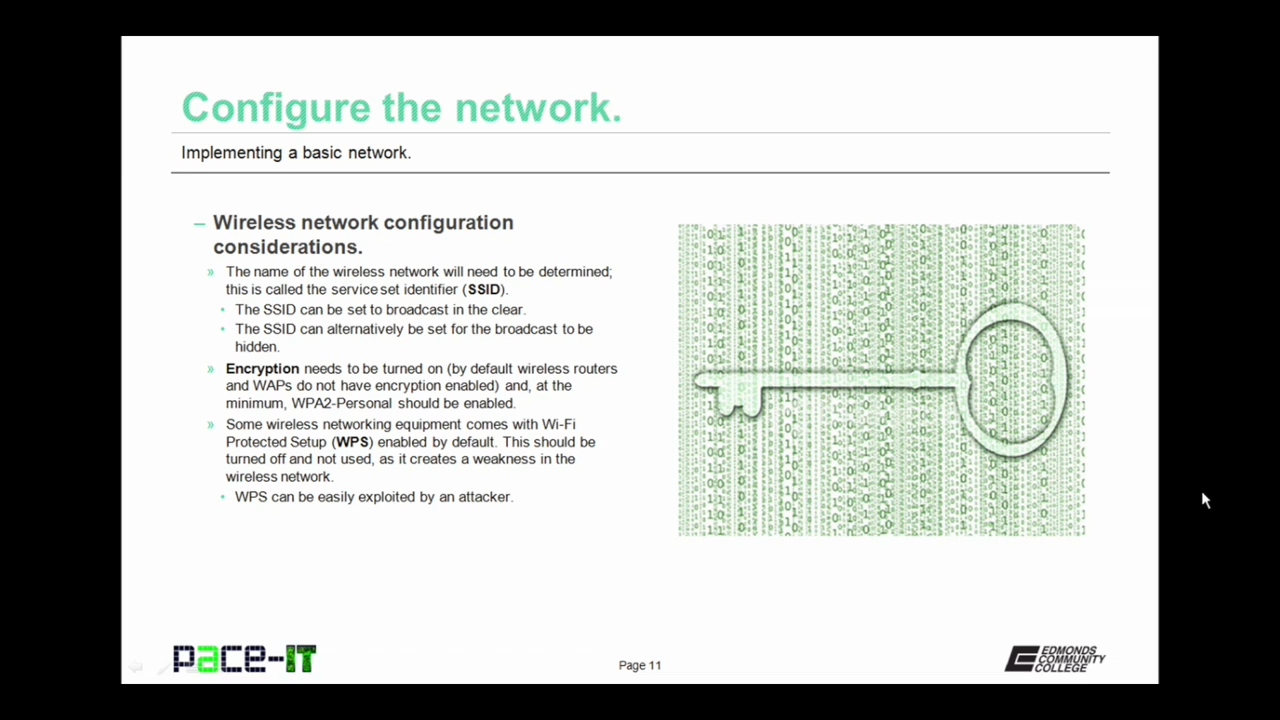 Configure the network.
Implementing a basic network.
– Wireless network configuration
considerations.
» The name of the wireless network will need to be determined;
this is called the service set identifier (SSID).
• The SSID can be set to broadcast in the clear.
• The SSID can alternatively be set for the broadcast to be
hidden.
» Encryption needs to be turned on (by default wireless routers
and WAPs do not have encryption enabled) and, at the
minimum, WPA2-Personal should be enabled.
» Some wireless networking equipment comes with Wi-Fi
Protected Setup (WPS) enabled by default. This should be
turned off and not used, as it creates a weakness in the
wireless network.
• WPS can be easily exploited by an attacker.
pace-IT
Page 11
EDMONDS
COMMUNITY
COLLEGE